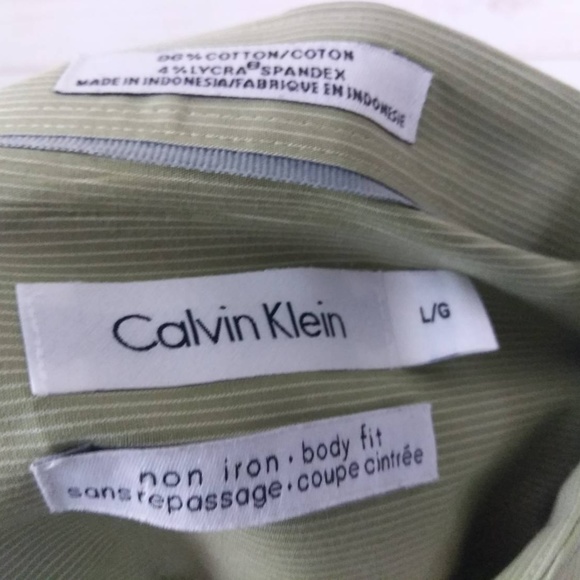 96% COTTON/COTON
4% LYCRA® SPANDEX
MADE IN INDONESIA/FABRIQUE EN INDONESIE
Calvin Klein L/G
non iron • body fit
sans repassage • coupe cintrée